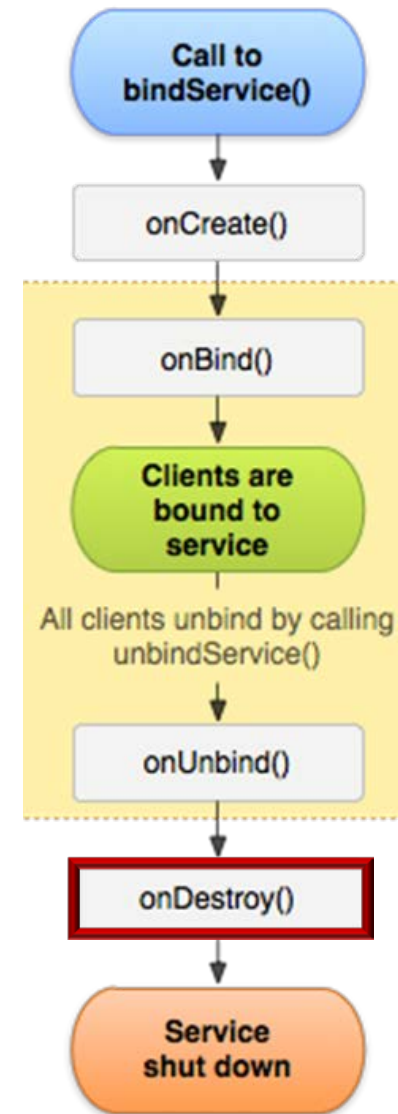 Call to
bindService()
onCreate()
onBind()
Clients are
bound to
service
All clients unbind by calling
unbindService()
onUnbind()
onDestroy()
Service
shut down